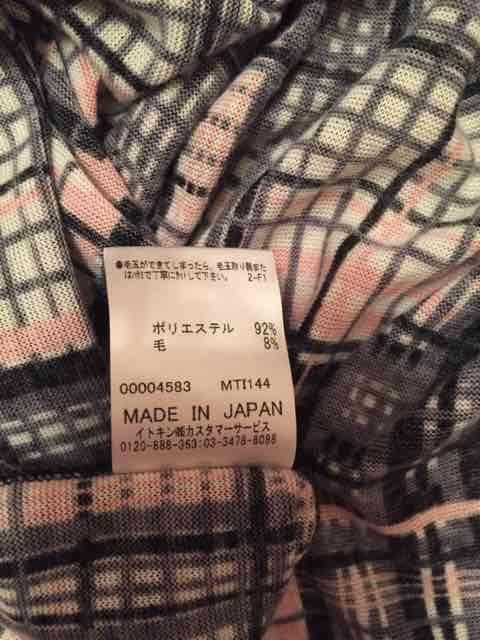 ●毛玉ができてしまったら、毛玉取り器また
はハサミで丁寧に対処して下さい。 2-F1
ポリエステル 92%
毛 8%
00004583 MTI144
MADE IN JAPAN
イトキン㈱カスタマーサービス
0120-888-363:03-3478-8088